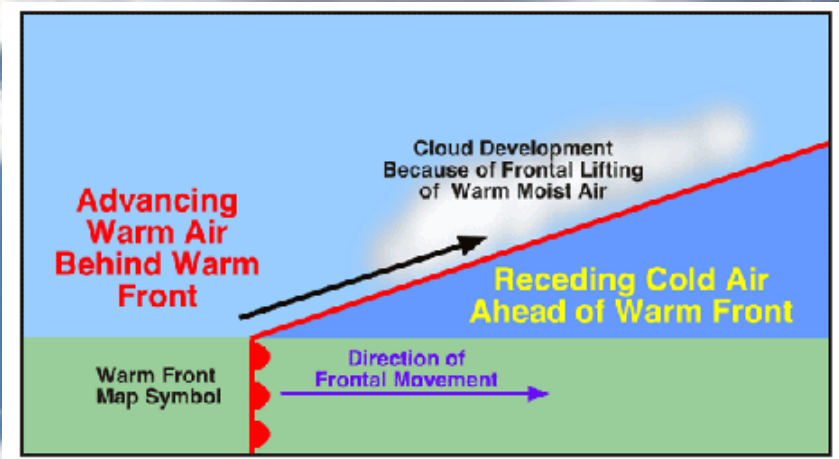 Cloud Development
Because of Frontal Lifting
of Warm Moist Air
Advancing
Warm Air
Behind Warm
Front
Receding Cold Air
Ahead of Warm Front
Warm Front
Map Symbol
Direction of
Frontal Movement